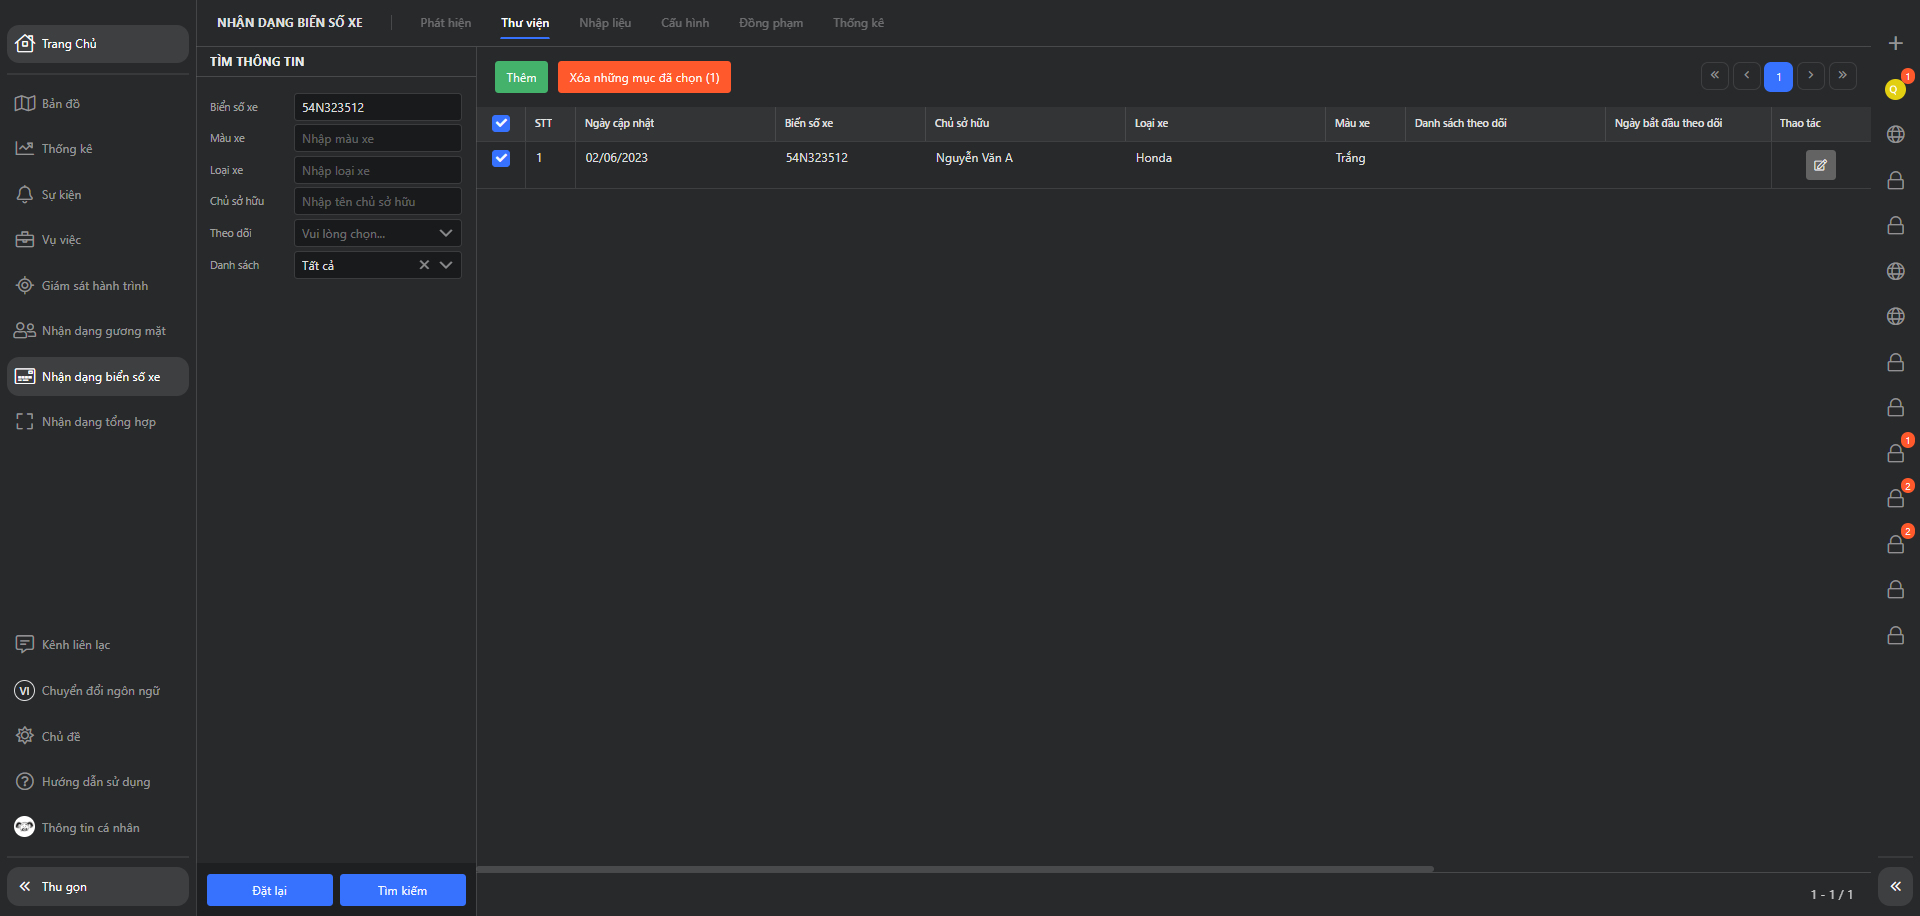 Trang Chủ
Bản đồ
Thống kê
Sự kiện
Vụ việc
Giám sát hành trình
Nhận dạng gương mặt
Nhận dạng biển số xe
Nhận dạng tổng hợp
Kênh liên lạc
VI Chuyển đổi ngôn ngữ
Chủ đề
Hướng dẫn sử dụng
Thông tin cá nhân
Thu gọn
NHẬN DẠNG BIỂN SỐ XE Phát hiện Thư viện Nhập liệu Cấu hình Đồng phạm Thống kê
TÌM THÔNG TIN
Biển số xe 54N323512
Màu xe Nhập màu xe
Loại xe Nhập loại xe
Chủ sở hữu Nhập tên chủ sở hữu
Theo dõi Vui lòng chọn...
Danh sách Tất cả
Đặt lại Tìm kiếm
Thêm Xóa những mục đã chọn (1) « ‹ 1 › »
STT Ngày cập nhật Biển số xe Chủ sở hữu Loại xe Màu xe Danh sách theo dõi Ngày bắt đầu theo dõi Thao tác
1 02/06/2023 54N323512 Nguyễn Văn A Honda Trắng
1 - 1 / 1
1
Q
1
2
2